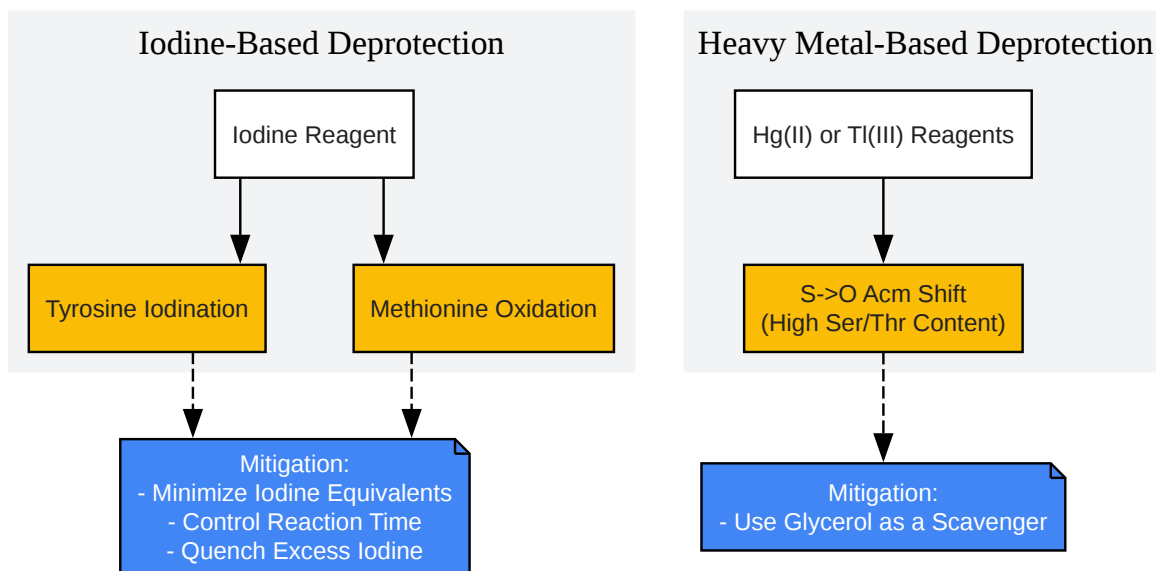 Iodine-Based Deprotection
Iodine Reagent
Tyrosine Iodination
Methionine Oxidation
Mitigation:
- Minimize Iodine Equivalents
- Control Reaction Time
- Quench Excess Iodine
Heavy Metal-Based Deprotection
Hg(II) or Tl(III) Reagents
S->O Acm Shift
(High Ser/Thr Content)
Mitigation:
- Use Glycerol as a Scavenger